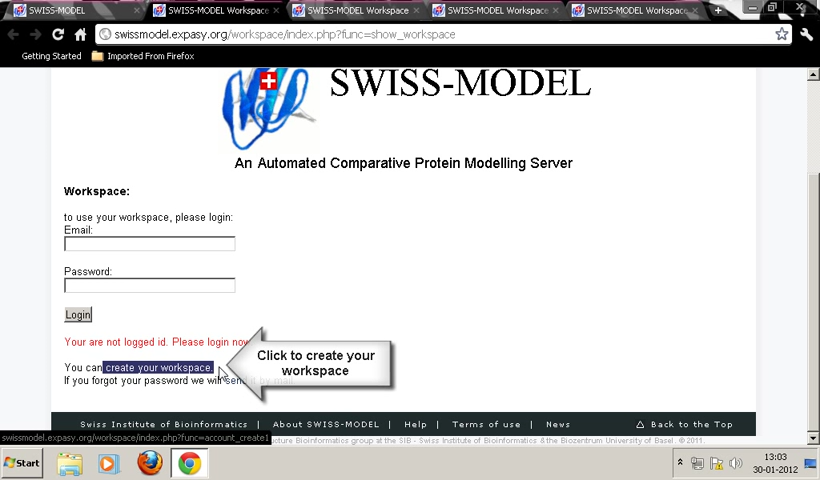 SWISS-MODEL
SWISS-MODEL Workspace
SWISS-MODEL Workspace
SWISS-MODEL Workspace
SWISS-MODEL Workspace
swissmodel.expasy.org/workspace/index.php?func=show_workspace
Getting Started
Imported From Firefox
SWISS-MODEL
An Automated Comparative Protein Modelling Server
Workspace:
to use your workspace, please login:
Email:
Password:
Login
Your are not logged id. Please login now
You can create your workspace.
If you forgot your password we will send it by mail.
Click to create your
workspace
Swiss Institute of Bioinformatics | About SWISS-MODEL | Help | Terms of use | News
Back to the Top
swissmodel.expasy.org/workspace/index.php?func=account_create1
ucture Bioinformatics group at the SIB - Swiss Institute of Bioinformatics & the Biozentrum University of Basel © 2011.
Start
13:03
30-01-2012